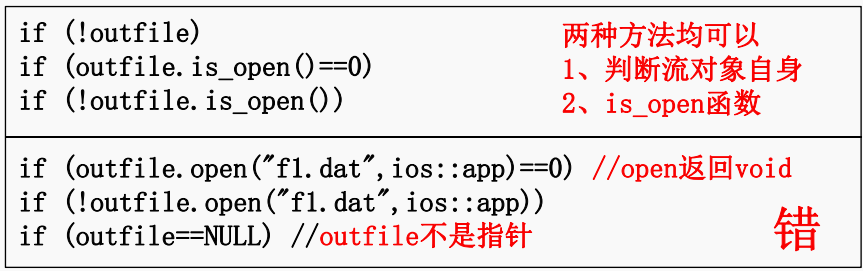 if (!outfile)
if (outfile.is_open()==0)
if (!outfile.is_open())
两种方法均可以
1、判断流对象自身
2、is_open函数
if (outfile.open("f1.dat",ios::app)==0) //open返回void
if (!outfile.open("f1.dat",ios::app))
if (outfile==NULL) //outfile不是指针
错